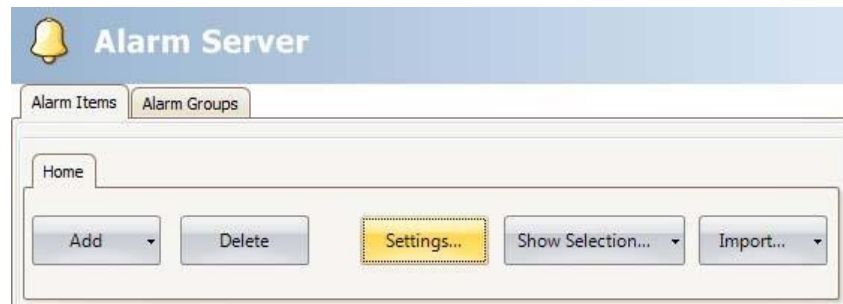 Alarm Server
Alarm Items Alarm Groups
Home
Add Delete Settings... Show Selection... Import...